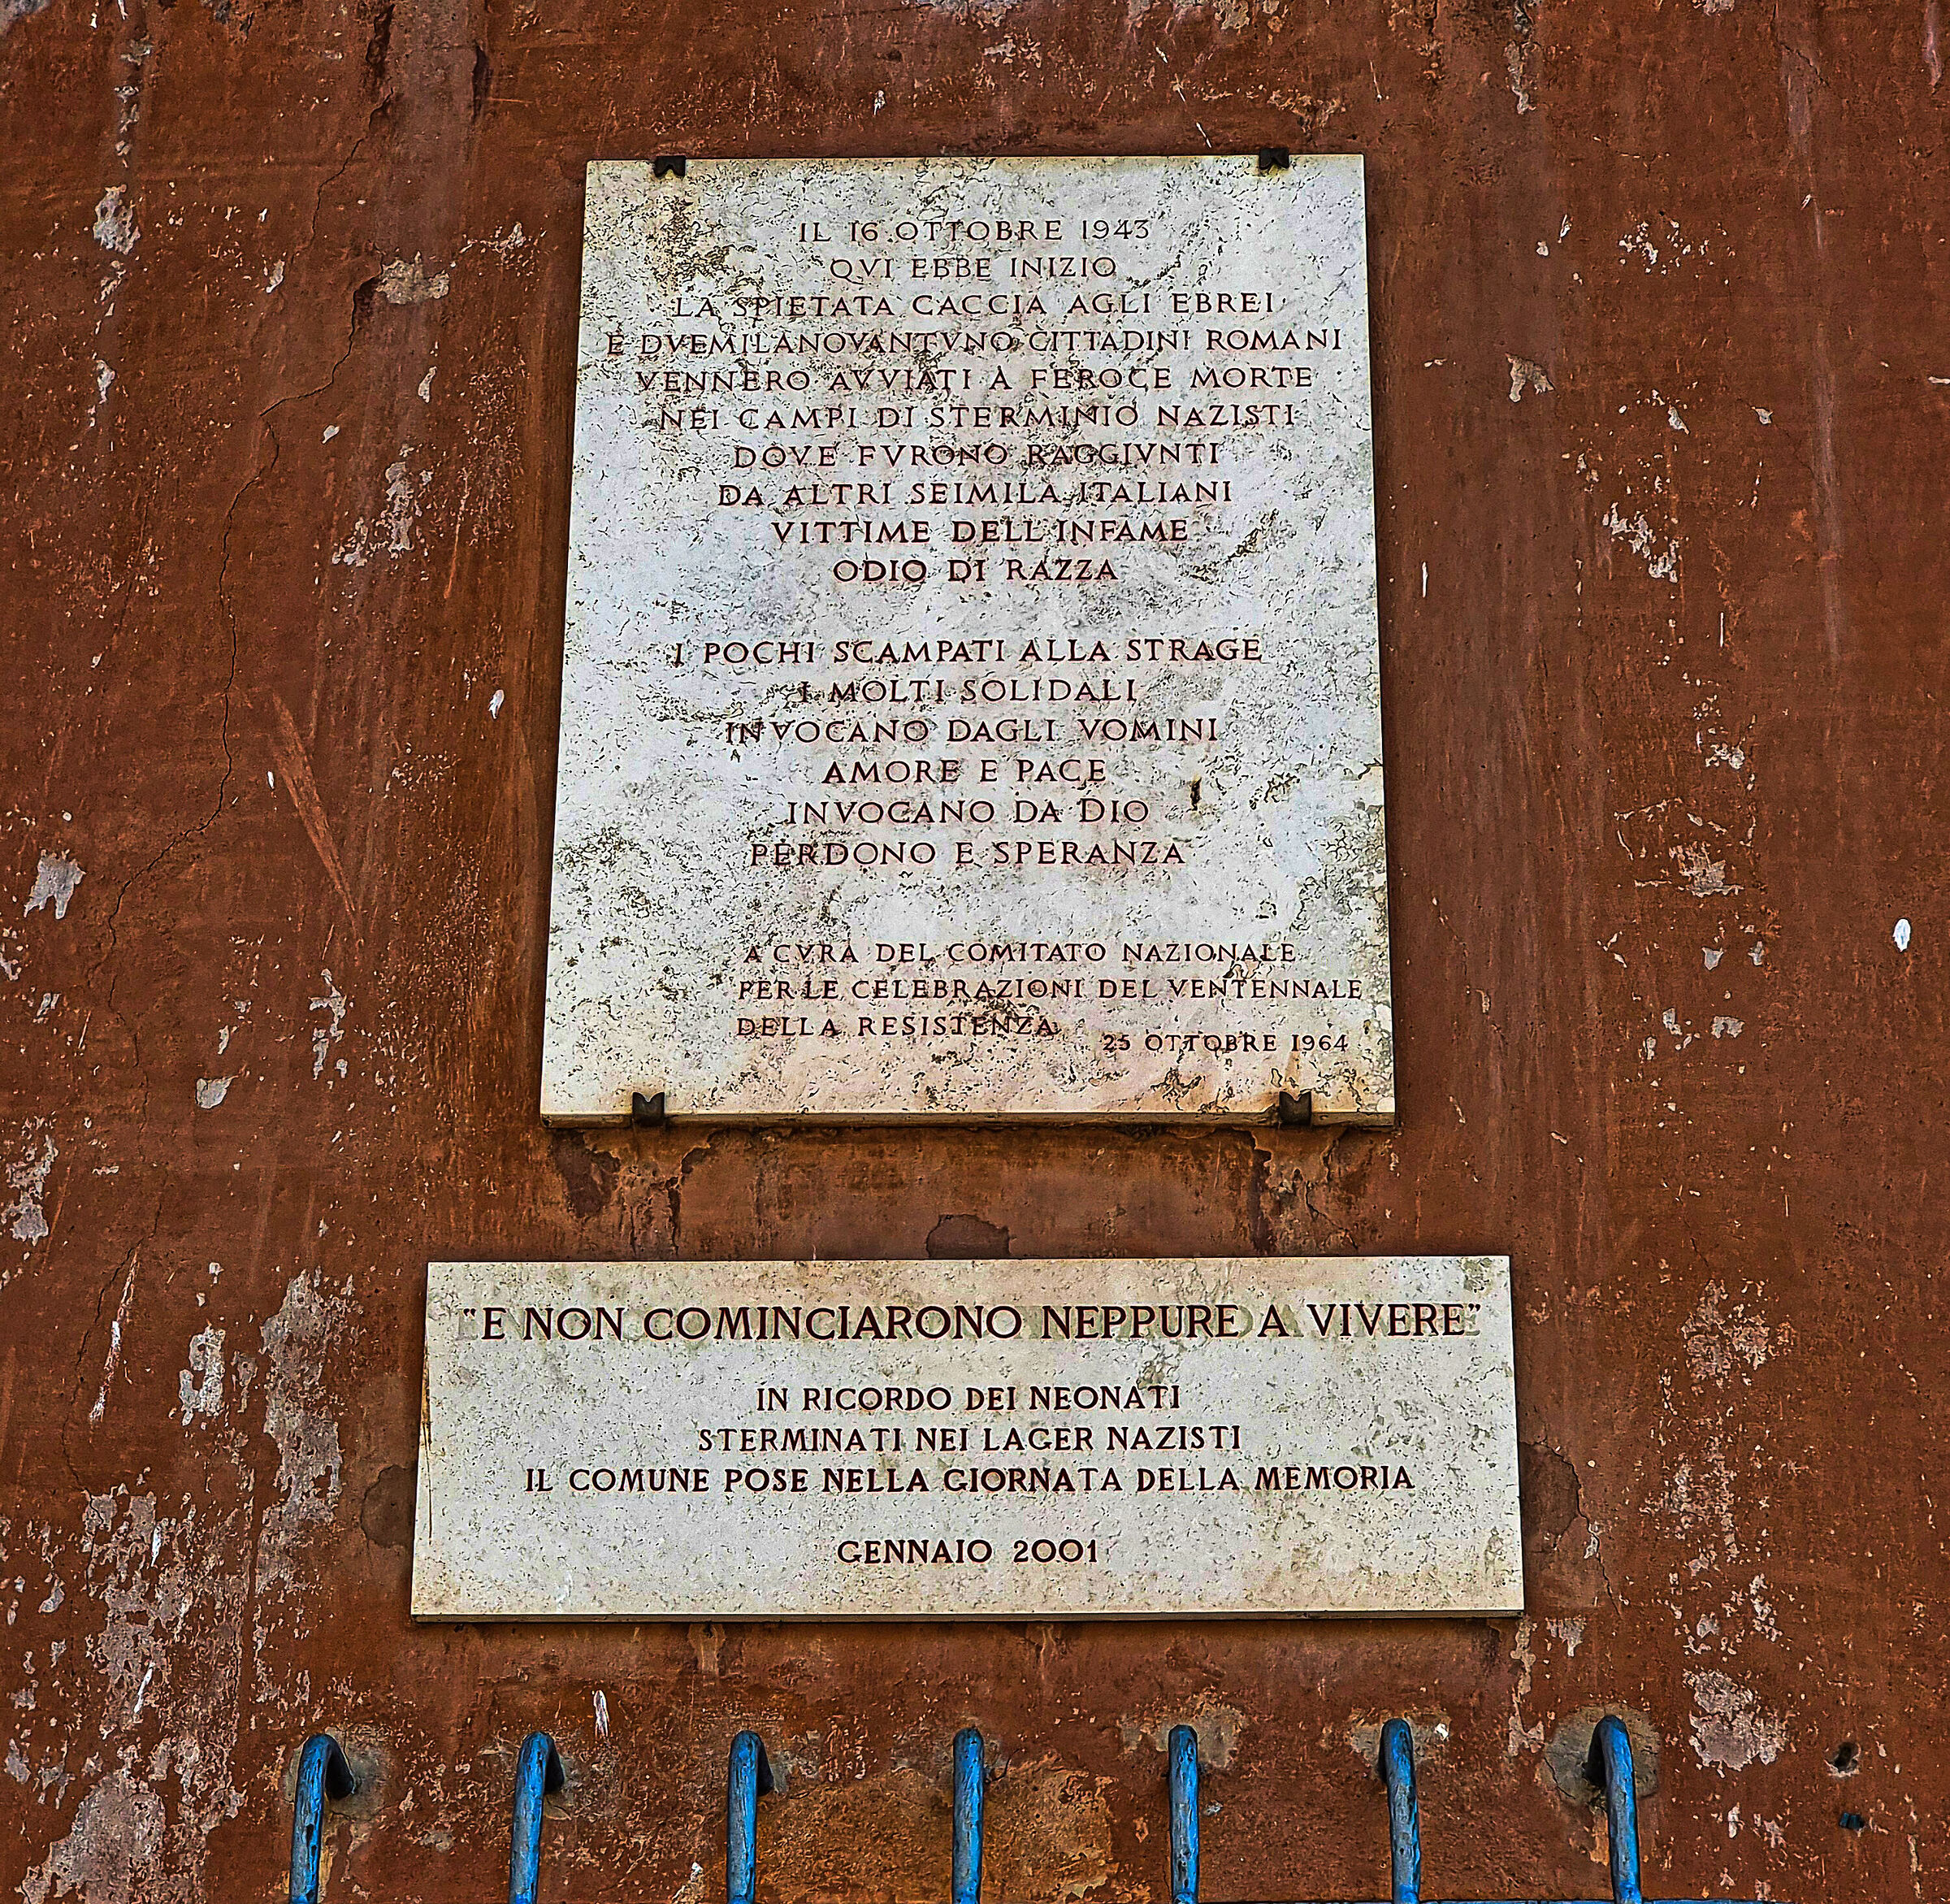 IL 16 OTTOBRE 1943
QVI EBBE INIZIO
LA SPIETATA CACCIA AGLI EBREI
E DVEMILANOVANTVNO CITTADINI ROMANI
VENNERO AVVIATI A FEROCE MORTE
NEI CAMPI DI STERMINIO NAZISTI
DOVE FVRONO RAGGIVNTI
DA ALTRI SEIMILA ITALIANI
VITTIME DELL'INFAME
ODIO DI RAZZA
I POCHI SCAMPATI ALLA STRAGE
I MOLTI SOLIDALI
INVOCANO DAGLI VOMINI
AMORE E PACE
INVOCANO DA DIO
PERDONO E SPERANZA
A CVRA DEL COMITATO NAZIONALE
PER LE CELEBRAZIONI DEL VENTENNALE
DELLA RESISTENZA
25 OTTOBRE 1964
"E NON COMINCIARONO NEPPURE A VIVERE"
IN RICORDO DEI NEONATI
STERMINATI NEI LAGER NAZISTI
IL COMUNE POSE NELLA GIORNATA DELLA MEMORIA
GENNAIO 2001